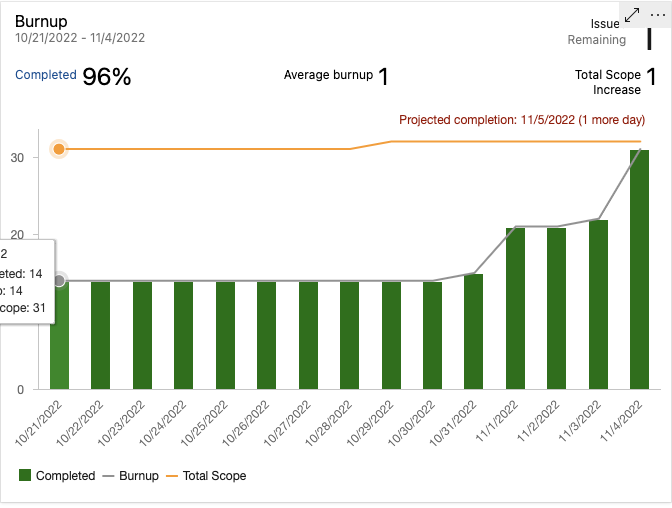 Burnup
10/21/2022 - 11/4/2022
Issue
Remaining
Completed 96%
Average burnup 1
Total Scope
Increase 1
Projected completion: 11/5/2022 (1 more day)
30
20
0
2
eted: 14
: 14
cope: 31
10/21/2022
10/22/2022
10/23/2022
10/24/2022
10/25/2022
10/26/2022
10/27/2022
10/28/2022
10/29/2022
10/30/2022
10/31/2022
11/1/2022
11/2/2022
11/3/2022
11/4/2022
Completed
Burnup
Total Scope